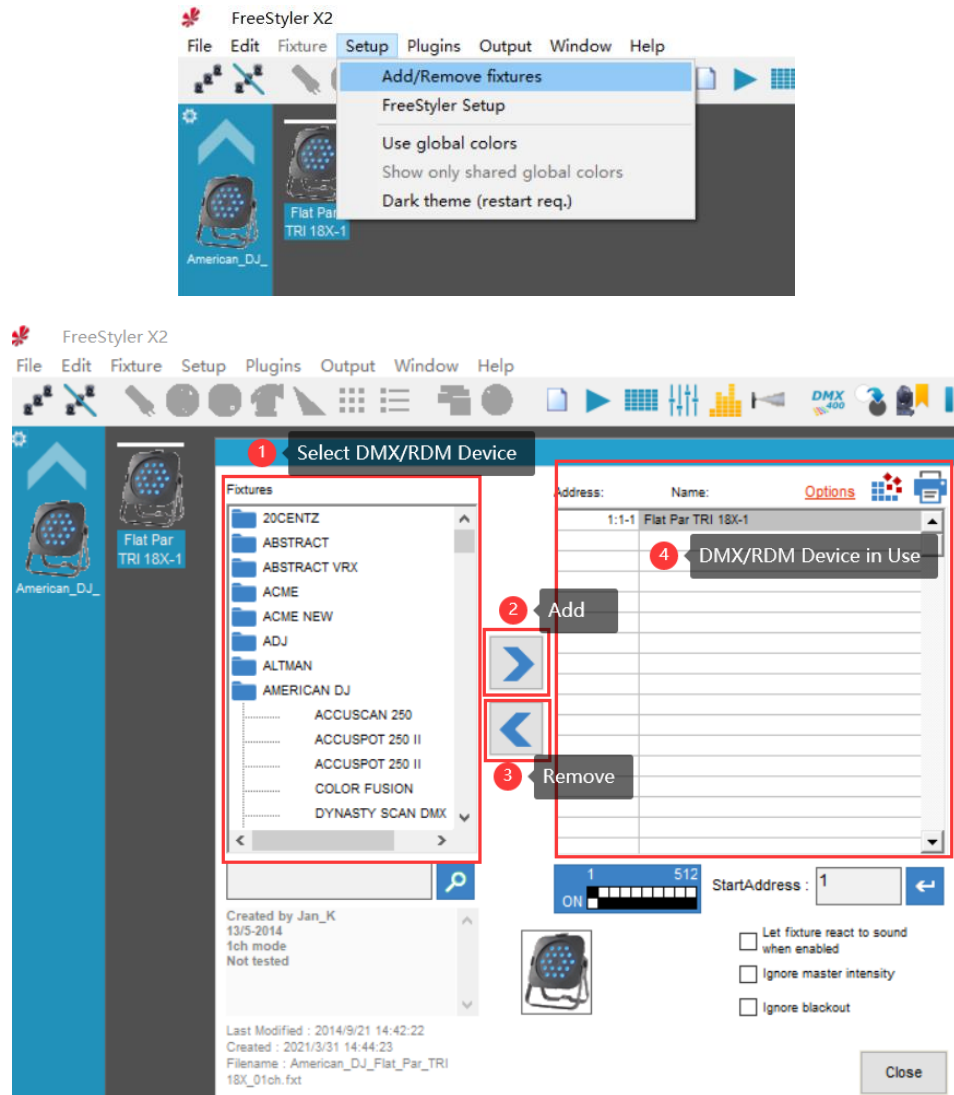 FreeStyler X2
File Edit Fixture Setup Plugins Output Window Help
Add/Remove fixtures
FreeStyler Setup
Use global colors
Show only shared global colors
Dark theme (restart req.)
Flat Par
TRI 18X-1
American_DJ_
FreeStyler X2
File Edit Fixture Setup Plugins Output Window Help
DMX
400
1 Select DMX/RDM Device
Flat Par
TRI 18X-1
American_DJ_
Fixtures
20CENTZ
ABSTRACT
ABSTRACT VRX
ACME
ACME NEW
ADJ
ALTMAN
AMERICAN DJ
ACCUSCAN 250
ACCUSPOT 250 II
ACCUSPOT 250 II
COLOR FUSION
DYNASTY SCAN DMX
2 Add
3 Remove
Address: Name: Options
1:1-1 Flat Par TRI 18X-1
4 DMX/RDM Device in Use
Created by Jan_K
13/5-2014
1ch mode
Not tested
Last Modified : 2014/9/21 14:42:22
Created : 2021/3/31 14:44:23
Filename : American_DJ_Flat_Par_TRI
18X_01ch.fxt
1 512
ON
StartAddress : 1
Let fixture react to sound
when enabled
Ignore master intensity
Ignore blackout
Close